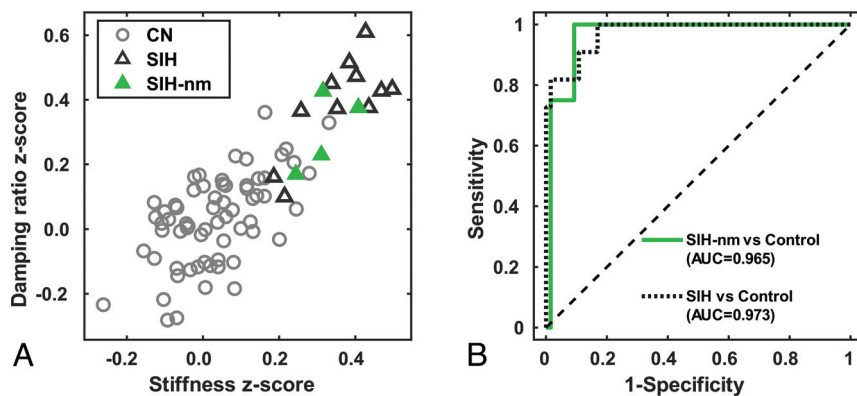 CN
SIH
SIH-nm
0.6
0.4
0.2
0.0
-0.2
Damping ratio z-score
-0.2
0.0
0.2
0.4
Stiffness z-score
A
1
0.8
0.6
0.4
0.2
0
Sensitivity
SIH-nm vs Control
(AUC=0.965)
SIH vs Control
(AUC=0.973)
0
0.2
0.4
0.6
0.8
1
1-Specificity
B